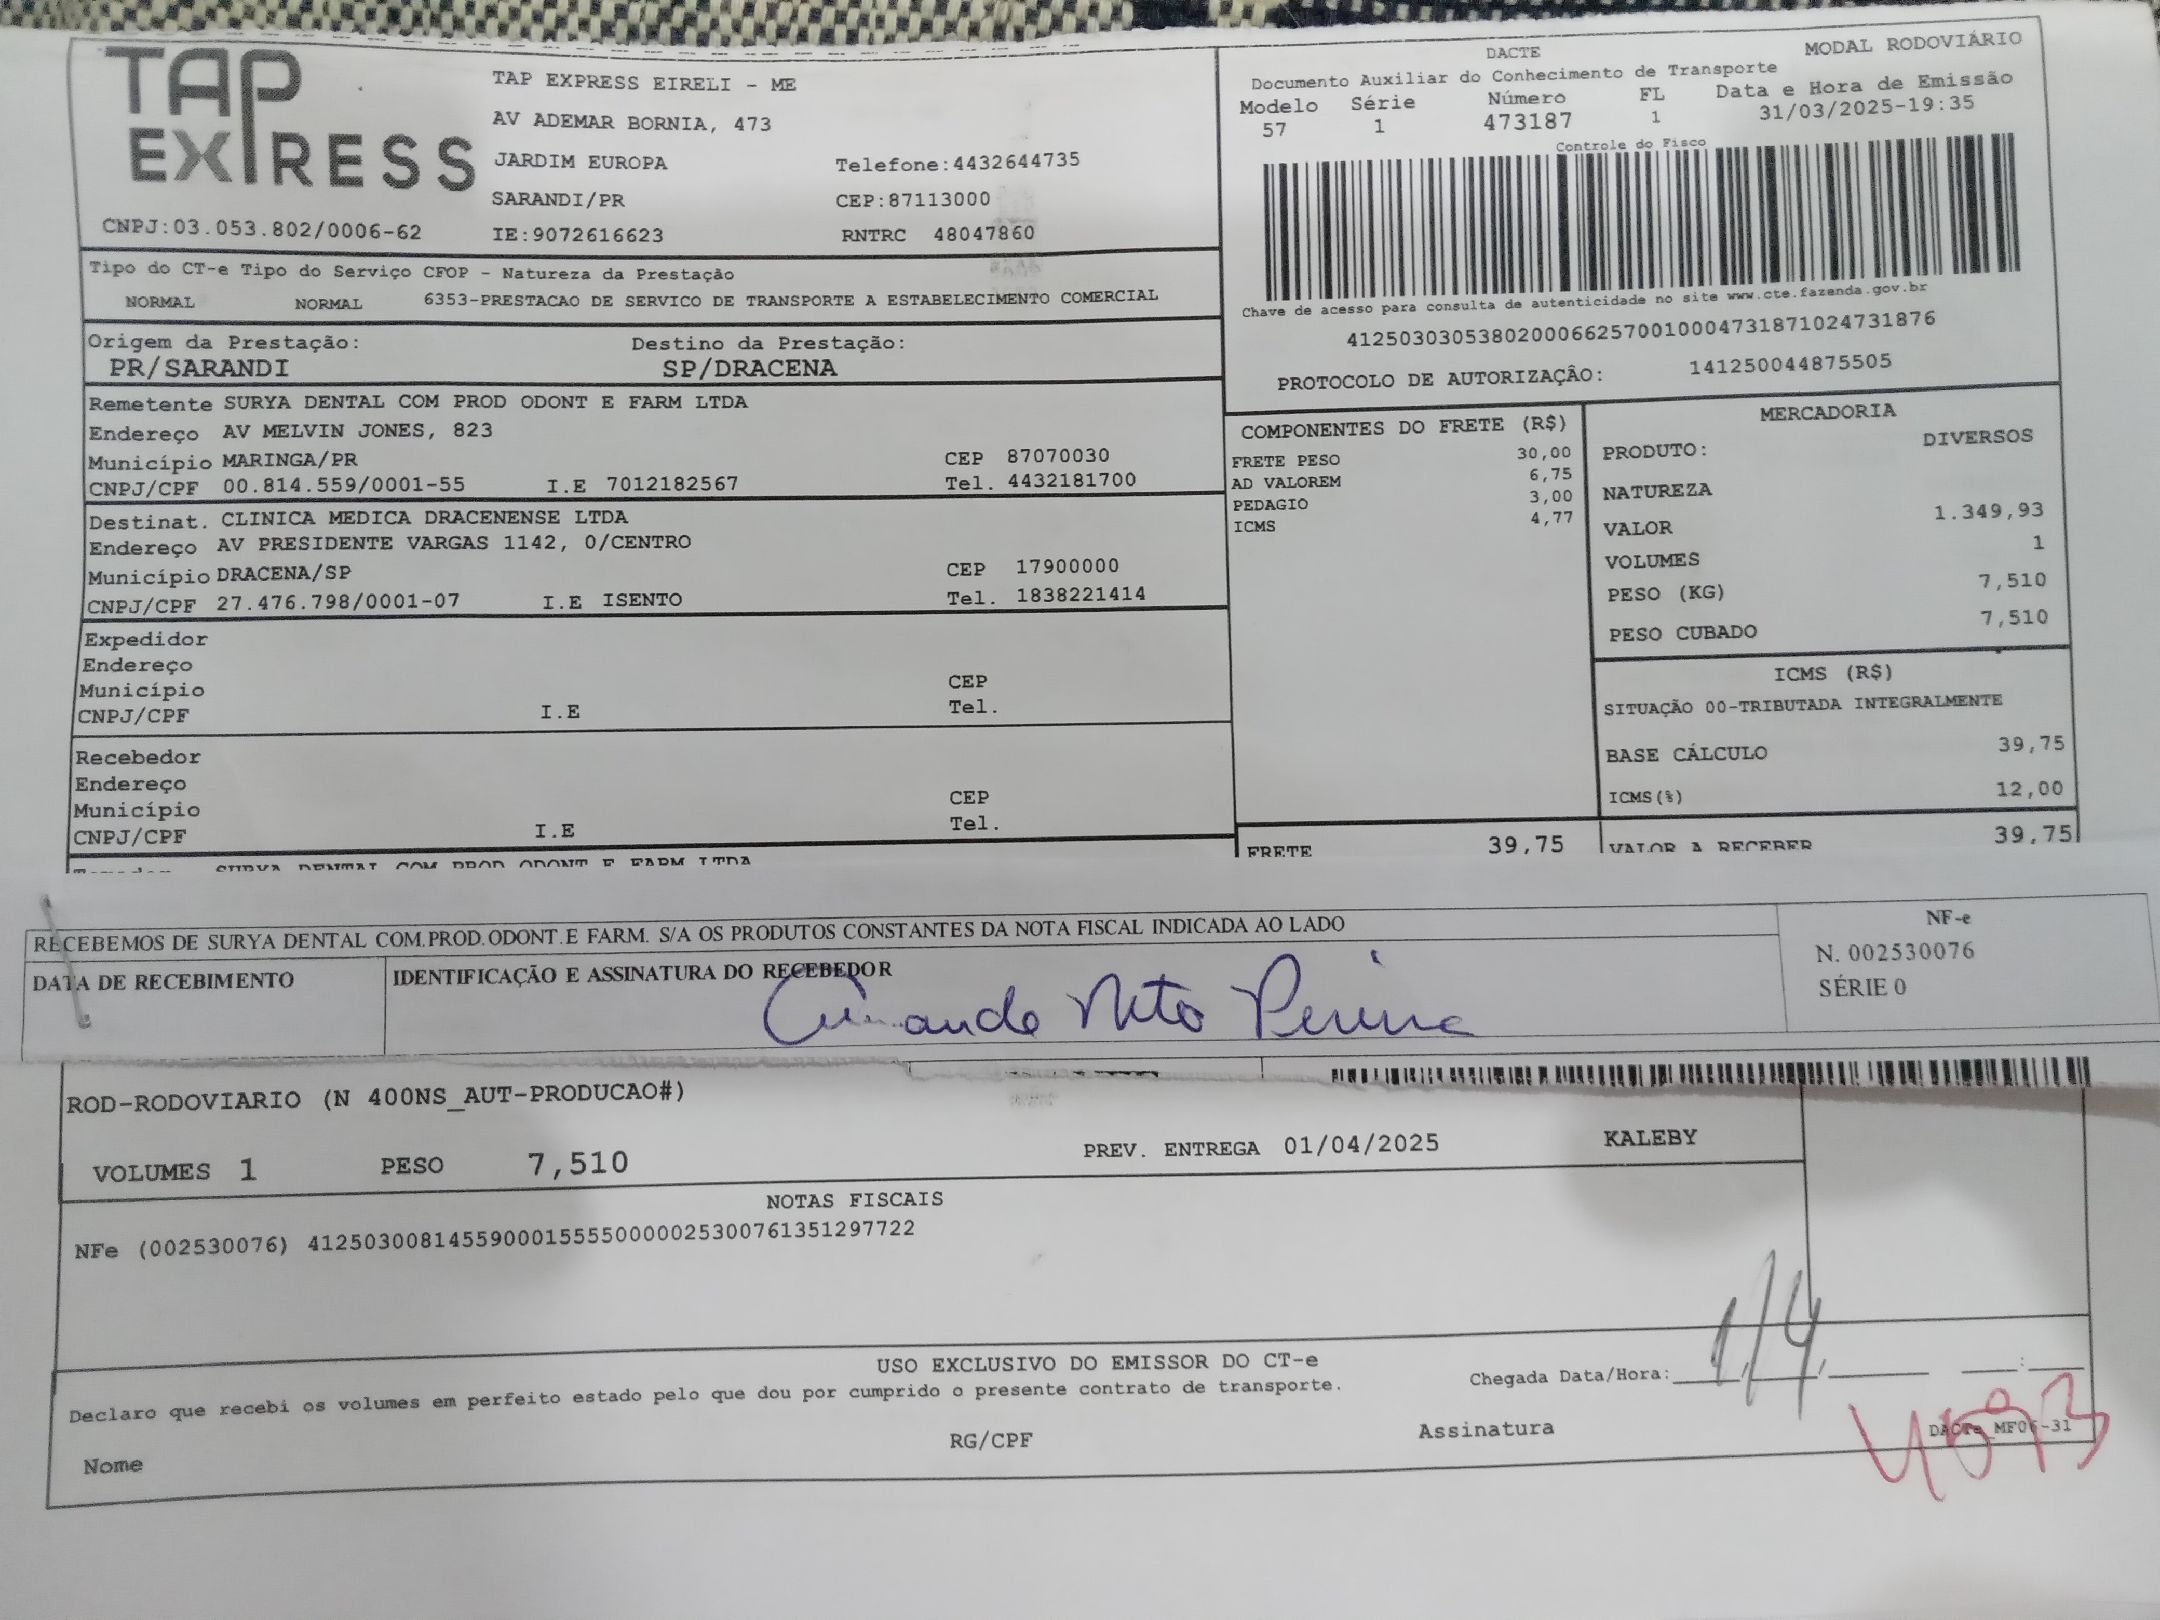 TAP EXPRESS
TAP EXPRESS EIRELI - ME
AV ADEMAR BORNIA, 473
JARDIM EUROPA Telefone:4432644735
SARANDI/PR CEP:87113000
CNPJ:03.053.802/0006-62 IE:9072616623 RNTRC 48047860
DACTE MODAL RODOVIÁRIO
Documento Auxiliar do Conhecimento de Transporte
Modelo Série Número FL Data e Hora de Emissão
57 1 473187 1 31/03/2025-19:35
Controle do Fisco
Chave de acesso para consulta de autenticidade no site www.cte.fazenda.gov.br
41250303053802000662570010004731871024731876
PROTOCOLO DE AUTORIZAÇÃO: 141250044875505
Tipo do CT-e Tipo do Serviço CFOP - Natureza da Prestação
NORMAL NORMAL 6353-PRESTACAO DE SERVICO DE TRANSPORTE A ESTABELECIMENTO COMERCIAL
Origem da Prestação: Destino da Prestação:
PR/SARANDI SP/DRACENA
Remetente SURYA DENTAL COM PROD ODONT E FARM LTDA
Endereço AV MELVIN JONES, 823
Município MARINGA/PR CEP 87070030
CNPJ/CPF 00.814.559/0001-55 I.E 7012182567 Tel. 4432181700
Destinat. CLINICA MEDICA DRACENENSE LTDA
Endereço AV PRESIDENTE VARGAS 1142, 0/CENTRO
Município DRACENA/SP CEP 17900000
CNPJ/CPF 27.476.798/0001-07 I.E ISENTO Tel. 1838221414
Expedidor
Endereço
Município CEP
CNPJ/CPF I.E Tel.
Recebedor
Endereço
Município CEP
CNPJ/CPF I.E Tel.
SURYA DENTAL COM PROD ODONT E FARM LTDA
COMPONENTES DO FRETE (R$)
FRETE PESO 30,00
AD VALOREM 6,75
PEDAGIO 3,00
ICMS 4,77
FRETE 39,75
MERCADORIA
PRODUTO: DIVERSOS
NATUREZA
VALOR 1.349,93
VOLUMES 1
PESO (KG) 7,510
PESO CUBADO 7,510
ICMS (R$)
SITUAÇÃO 00-TRIBUTADA INTEGRALMENTE
BASE CÁLCULO 39,75
ICMS(%) 12,00
VALOR A RECEBER 39,75
RECEBEMOS DE SURYA DENTAL COM.PROD.ODONT.E FARM. S/A OS PRODUTOS CONSTANTES DA NOTA FISCAL INDICADA AO LADO
DATA DE RECEBIMENTO IDENTIFICAÇÃO E ASSINATURA DO RECEBEDOR
NF-e
N. 002530076
SÉRIE 0
ROD-RODOVIARIO (N 400NS_AUT-PRODUCAO#)
VOLUMES 1 PESO 7,510 PREV. ENTREGA 01/04/2025 KALEBY
NOTAS FISCAIS
NFe (002530076) 41250300814559000155550000025300761351297722
USO EXCLUSIVO DO EMISSOR DO CT-e
Declaro que recebi os volumes em perfeito estado pelo que dou por cumprido o presente contrato de transporte.
Chegada Data/Hora: 1/4
Nome RG/CPF Assinatura